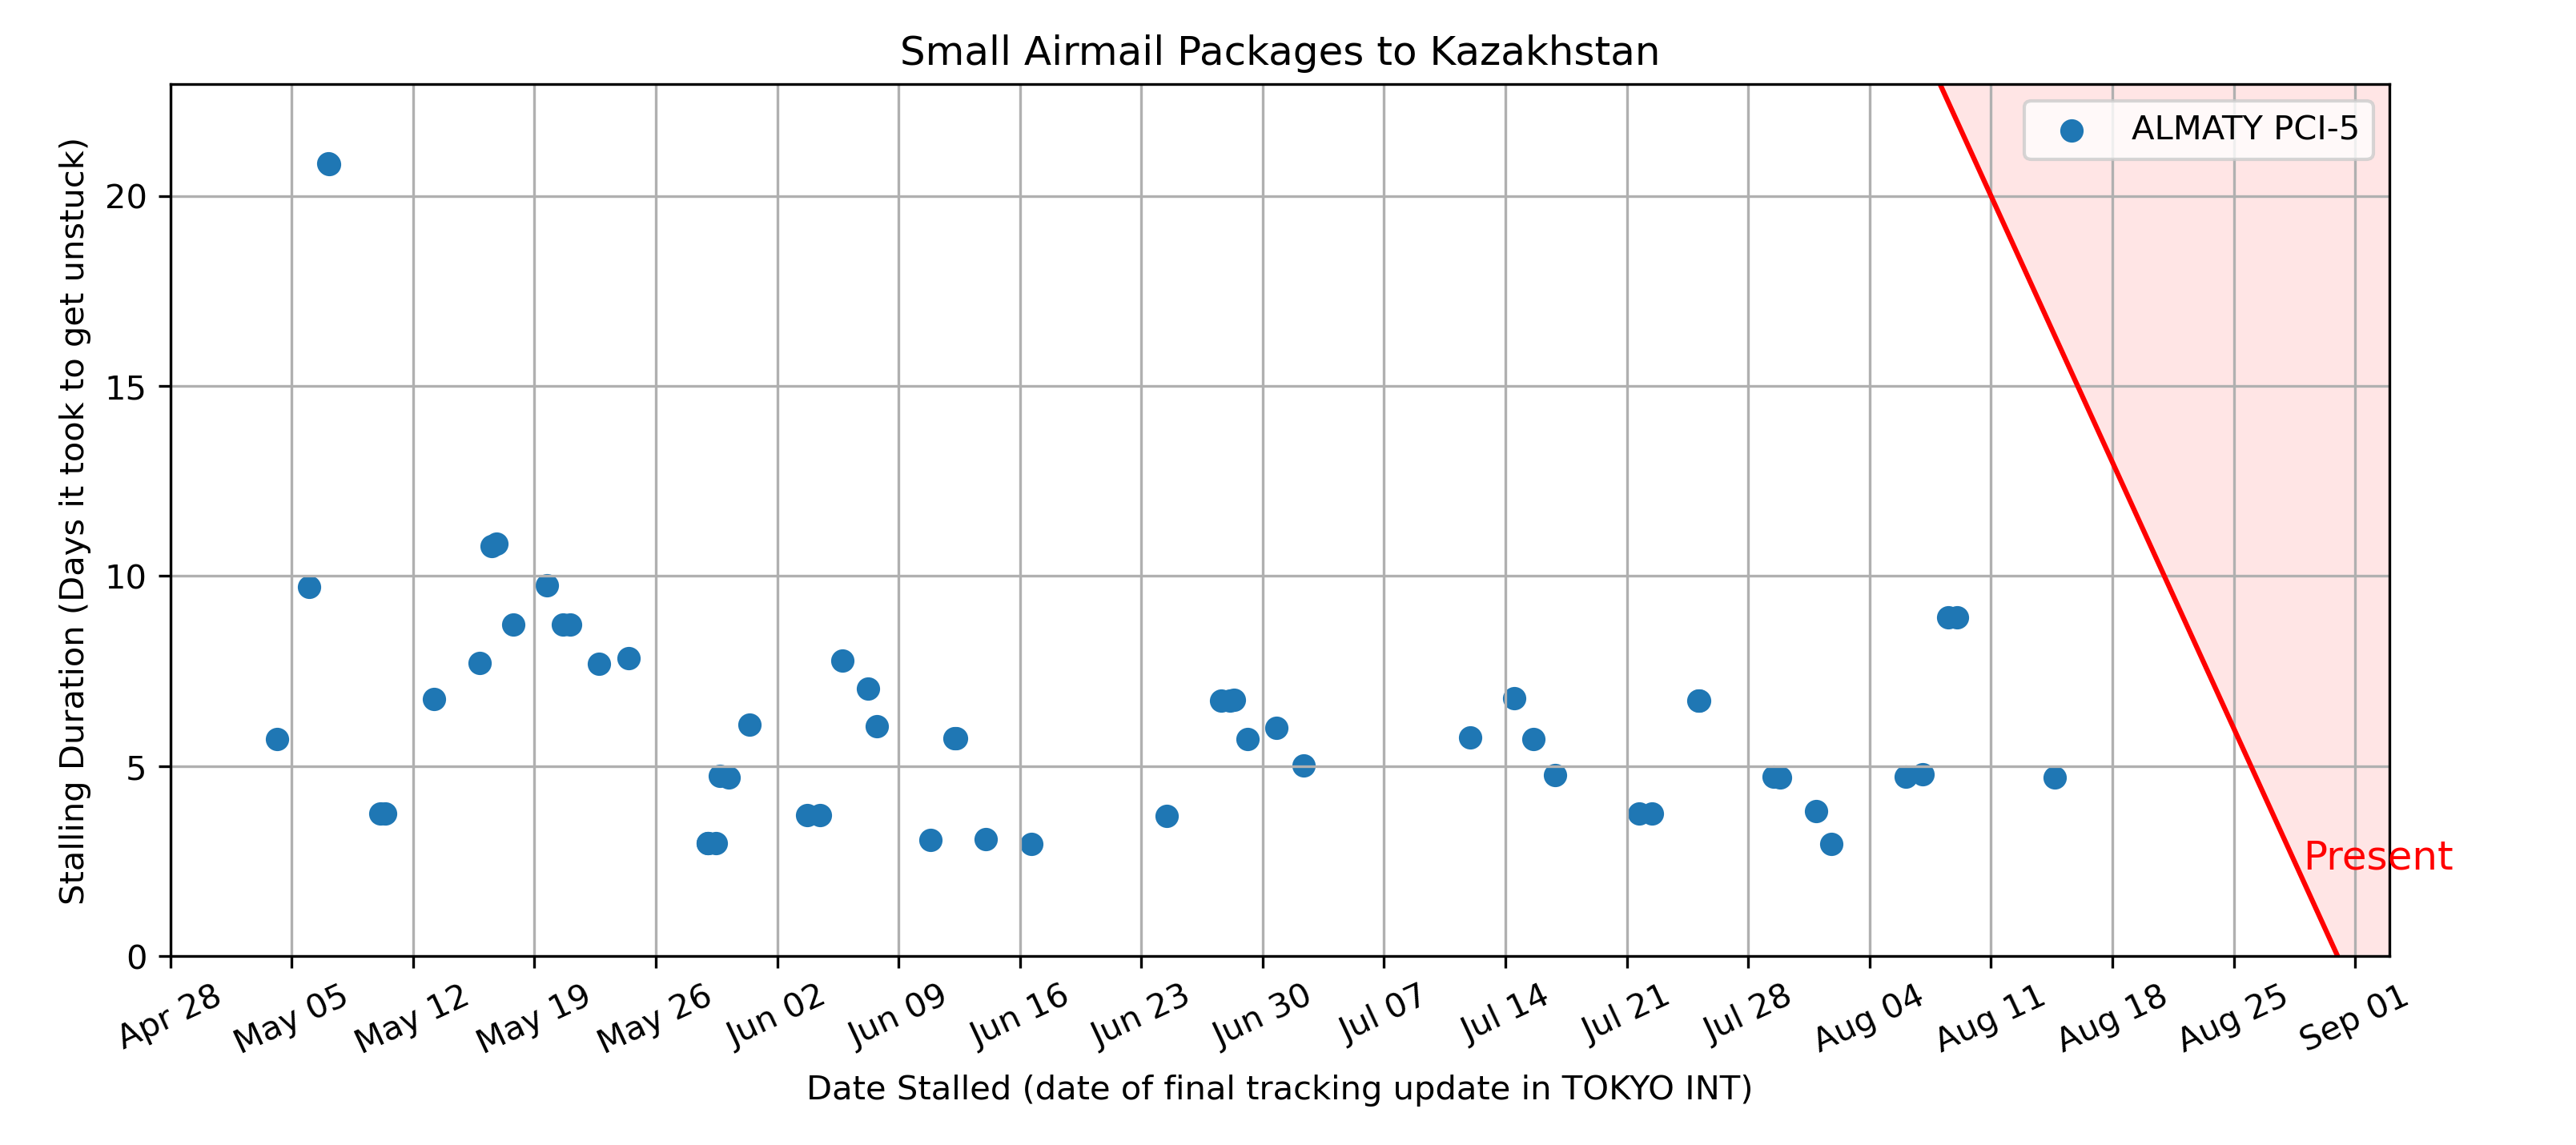 Small Airmail Packages to Kazakhstan
ALMATY PCI-5
Stalling Duration (Days it took to get unstuck)
20
15
10
5
0
Present
Apr 28
May 05
May 12
May 19
May 26
Jun 02
Jun 09
Jun 16
Jun 23
Jun 30
Jul 07
Jul 14
Jul 21
Jul 28
Aug 04
Aug 11
Aug 18
Aug 25
Sep 01
Date Stalled (date of final tracking update in TOKYO INT)